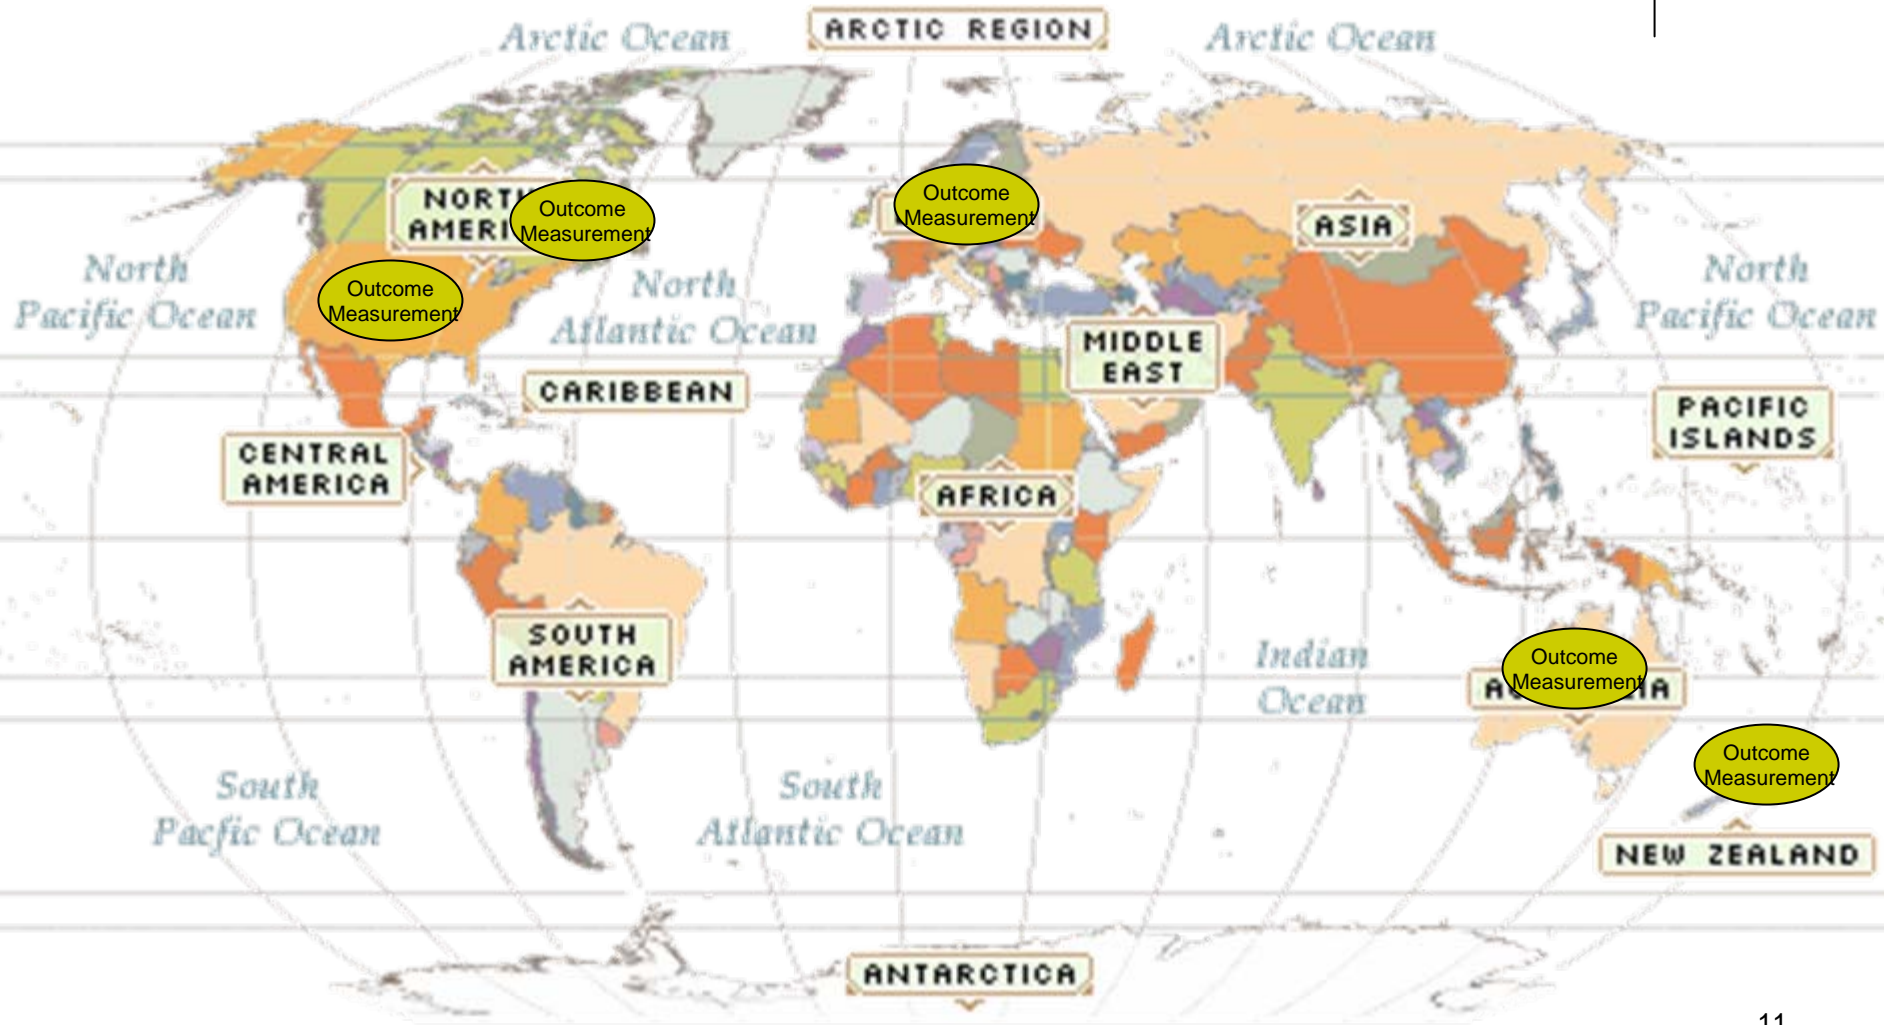 Arctic Ocean
ARCTIC REGION
Arctic Ocean
NORTH
AMERI
Outcome
Measurement
Outcome
Measurement
ASIA
North
Pacific Ocean
Outcome
Measurement
North
Atlantic Ocean
North
Pacific Ocean
MIDDLE
EAST
CARIBBEAN
PACIFIC
ISLANDS
CENTRAL
AMERICA
AFRICA
SOUTH
AMERICA
Indian
Ocean
Outcome
Measurement
A
IA
Outcome
Measurement
South
Pacfic Ocean
South
Atlantic Ocean
NEW ZEALAND
ANTARCTICA
11